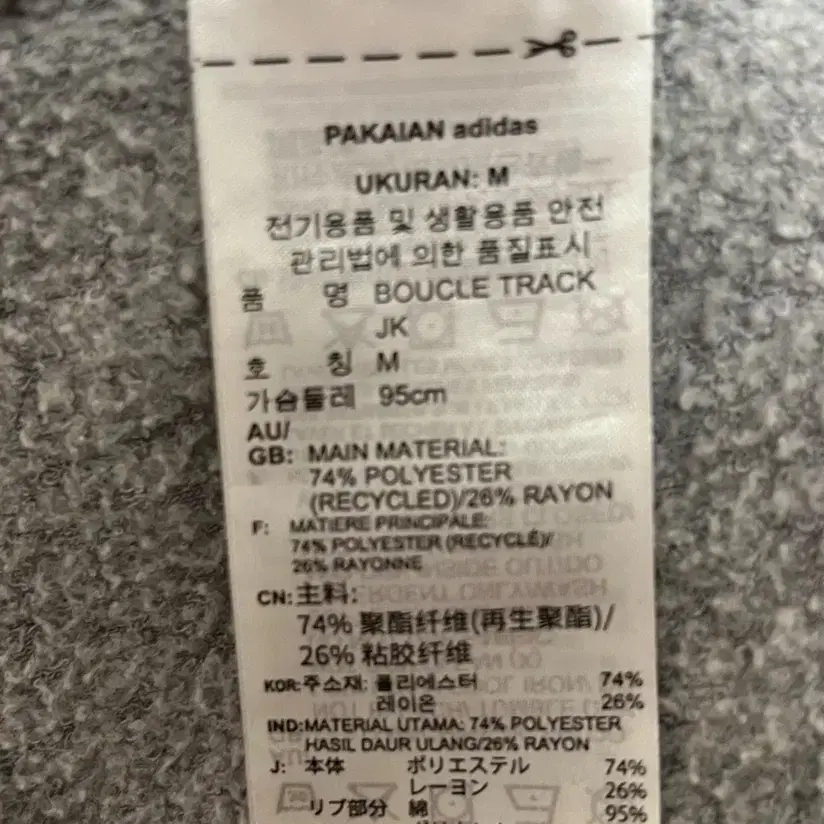 PAKAIAN adidas
UKURAN: M
전기용품 및 생활용품 안전
관리법에 의한 품질표시
품 명 BOUCLE TRACK
JK
호 칭 M
가슴둘레 95cm
AU/
GB: MAIN MATERIAL:
74% POLYESTER
(RECYCLED)/26% RAYON
F: MATIERE PRINCIPALE:
74% POLYESTER (RECYCLÉ)/
26% RAYONNE
CN:主料:
74% 聚酯纤维(再生聚酯)/
26% 粘胶纤维
KOR:주소재: 폴리에스터 74%
레이온 26%
IND:MATERIAL UTAMA: 74% POLYESTER
HASIL DAUR ULANG/26% RAYON
J: 本体 ポリエステル 74%
レーヨン 26%
リブ部分 綿 95%